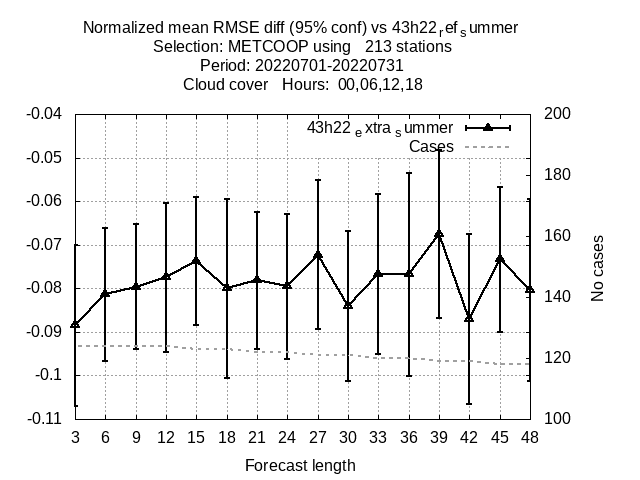 Normalized mean RMSE diff (95% conf) vs 43h22ref summer
Selection: METCOOP using 213 stations
Period: 20220701-20220731
Cloud cover Hours: 00,06,12,18
-0.04 200
43h22extrasummer
Cases
-0.05 180
-0.06
160
-0.07
No cases
-0.08 140
-0.09
120
-0.1
-0.11 100
3 6 9 12 15 18 21 24 27 30 33 36 39 42 45 48
Forecast length